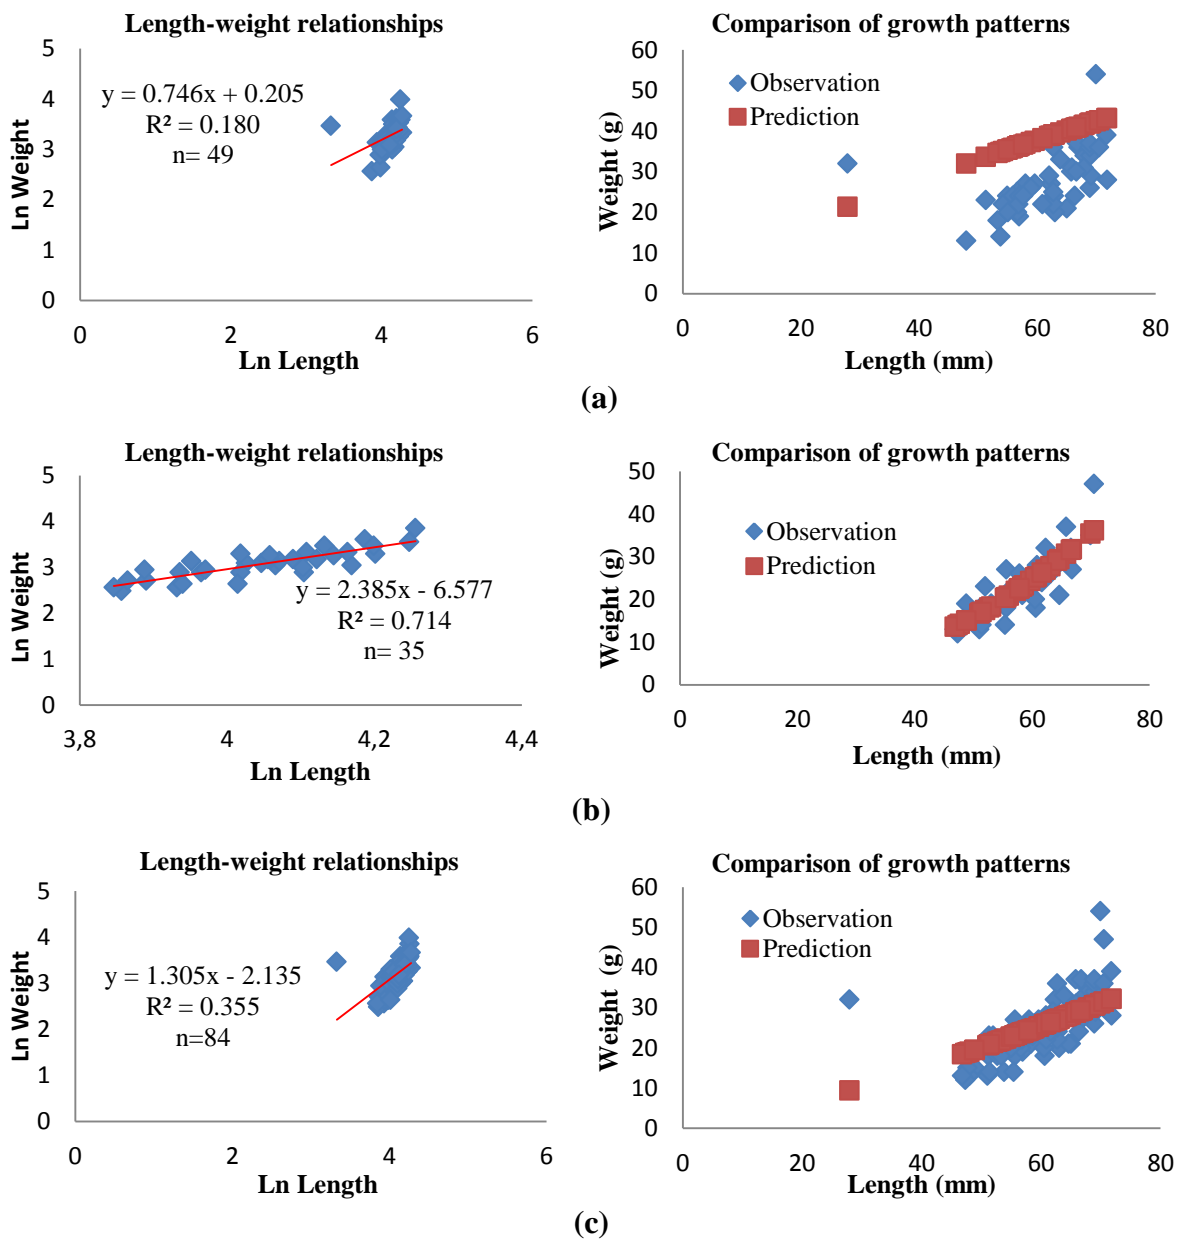 Length-weight relationships
5
4
3
2
1
0
0
2
4
6
Ln Weight
Ln Length
y = 0.746x + 0.205
R² = 0.180
n= 49
Comparison of growth patterns
60
50
40
30
20
10
0
0
20
40
60
80
Weight (g)
Length (mm)
Observation
Prediction
(a)
Length-weight relationships
5
4
3
2
1
0
3,8
4
4,2
4,4
Ln Weight
Ln Length
y = 2.385x - 6.577
R² = 0.714
n= 35
Comparison of growth patterns
50
40
30
20
10
0
0
20
40
60
80
Weight (g)
Length (mm)
Observation
Prediction
(b)
Length-weight relationships
5
4
3
2
1
0
0
2
4
6
Ln Weight
Ln Length
y = 1.305x - 2.135
R² = 0.355
n=84
Comparison of growth patterns
60
50
40
30
20
10
0
0
20
40
60
80
Weight (g)
Length (mm)
Observation
Prediction
(c)